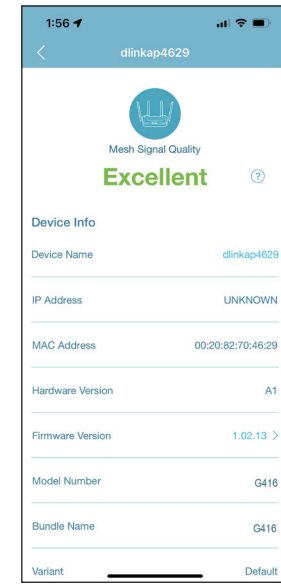 1:56
dlinkap4629
Mesh Signal Quality
Excellent ?
Device Info
Device Name dlinkap4629
IP Address UNKNOWN
MAC Address 00:20:82:70:46:29
Hardware Version A1
Firmware Version 1.02.13 >
Model Number G416
Bundle Name G416
Variant Default